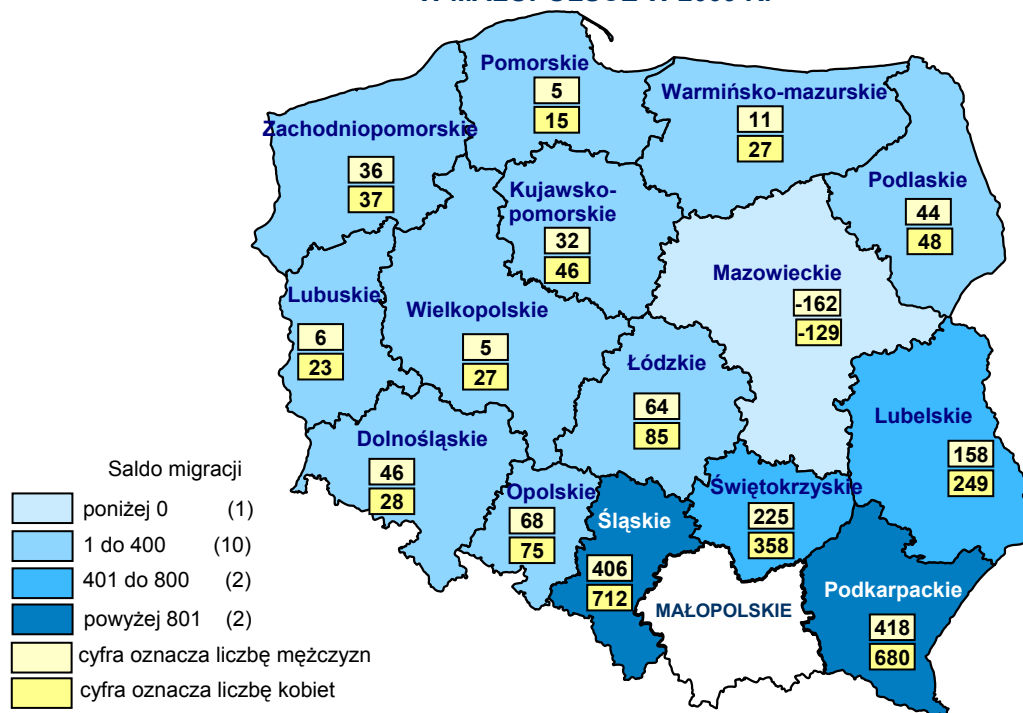 Pomorskie
5
15
Warmińsko-mazurskie
11
27
Zachodniopomorskie
36
37
Kujawsko-
pomorskie
32
46
Podlaskie
44
48
Mazowieckie
-162
-129
Lubuskie
6
23
Wielkopolskie
5
27
Łódzkie
64
85
Lubelskie
158
249
Dolnośląskie
46
28
Opolskie
68
75
Śląskie
406
712
Świętokrzyskie
225
358
MAŁOPOLSKIE
Podkarpackie
418
680
Saldo migracji
poniżej 0 (1)
1 do 400 (10)
401 do 800 (2)
powyżej 801 (2)
cyfra oznacza liczbę mężczyzn
cyfra oznacza liczbę kobiet